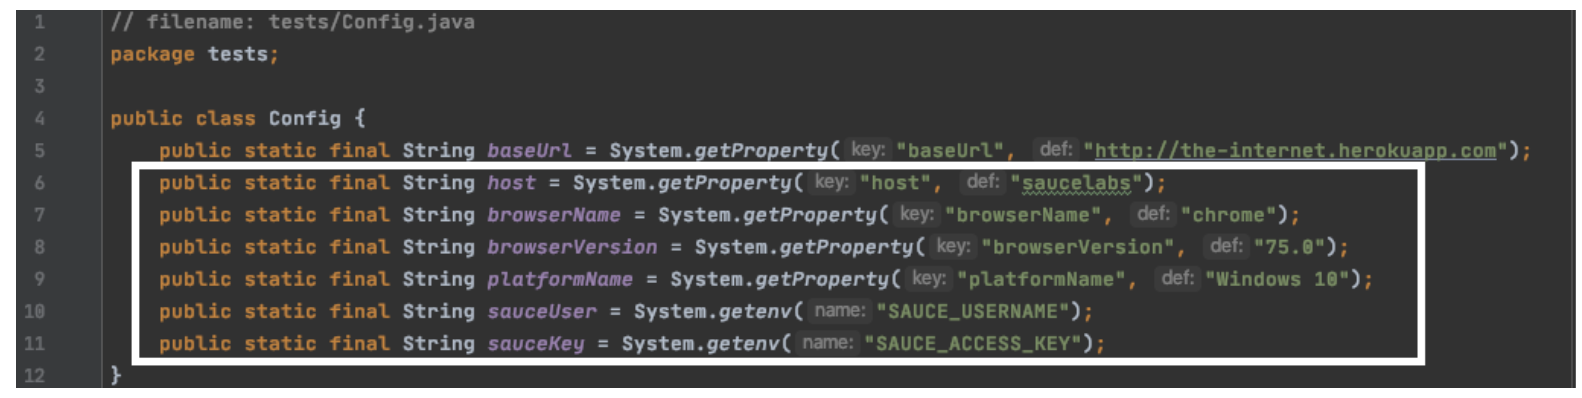 1 // filename: tests/Config.java
2 package tests;
3
4 public class Config {
5 public static final String baseUrl = System.getProperty( key: "baseUrl", def: "http://the-internet.herokuapp.com");
6 public static final String host = System.getProperty( key: "host", def: "saucelabs");
7 public static final String browserName = System.getProperty( key: "browserName", def: "chrome");
8 public static final String browserVersion = System.getProperty( key: "browserVersion", def: "75.0");
9 public static final String platformName = System.getProperty( key: "platformName", def: "Windows 10");
10 public static final String sauceUser = System.getenv( name: "SAUCE_USERNAME");
11 public static final String sauceKey = System.getenv( name: "SAUCE_ACCESS_KEY");
12 }